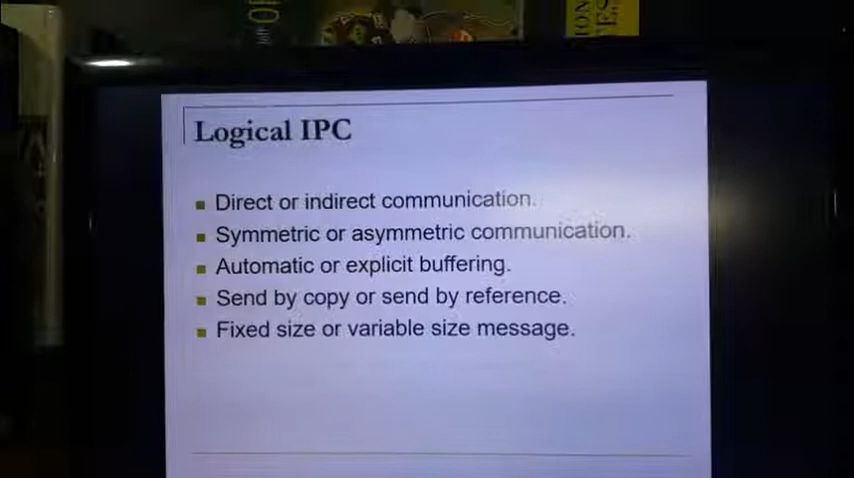 Logical IPC
Direct or indirect communication.
Symmetric or asymmetric communication.
Automatic or explicit buffering.
Send by copy or send by reference.
Fixed size or variable size message.